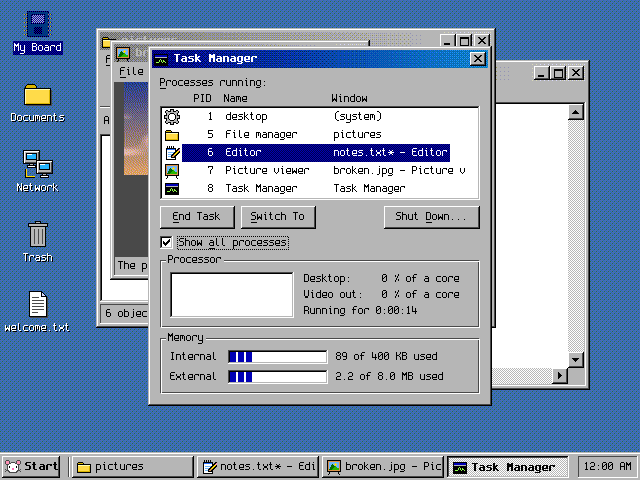 My Board
Documents
Network
Trash
welcome.txt
pictures
File
The p
6 objec
Task Manager
Processes running:
PID Name Window
1 desktop (system)
5 File manager pictures
6 Editor notes.txt* - Editor
7 Picture viewer broken.jpg - Picture v
8 Task Manager Task Manager
End Task
Switch To
Shut Down...
Show all processes
Processor
Desktop: 0 % of a core
Video out: 0 % of a core
Running for 0:00:14
Memory
Internal 89 of 400 KB used
External 2.2 of 8.0 MB used
Start
pictures
notes.txt* - Edi
broken.jpg - Pic
Task Manager
12:00 AM